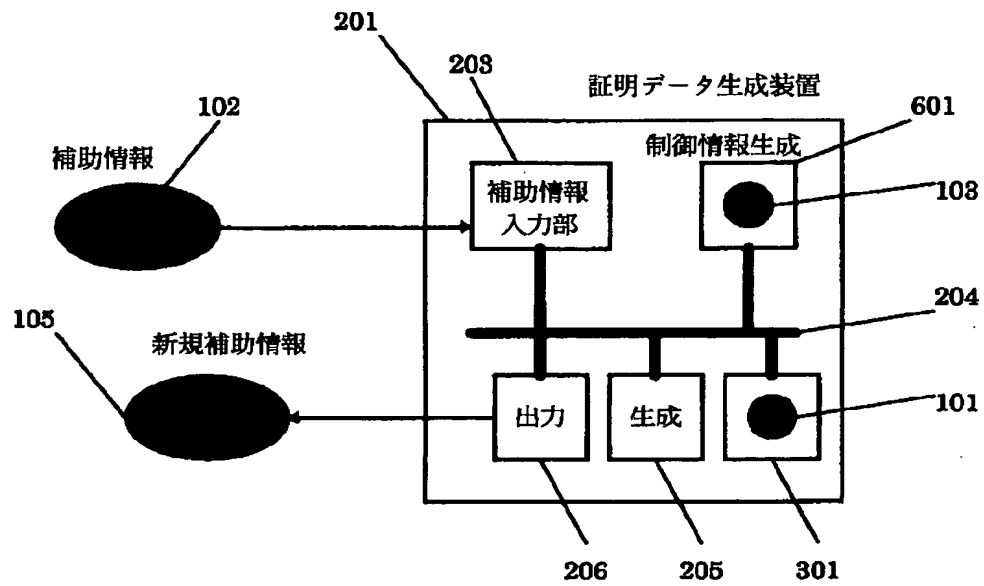 201
203
証明データ生成装置
102
601
補助情報
制御情報生成
補助情報
入力部
103
204
105
新規補助情報
101
出力
生成
206
205
301